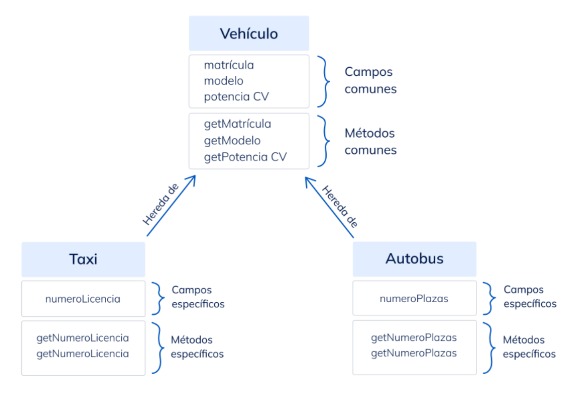 Vehículo
matrícula
modelo
potencia CV
Campos
comunes
getMatrícula
getModelo
getPotencia CV
Métodos
comunes
Hereda de
Hereda de
Taxi
numeroLicencia
Campos
específicos
getNumeroLicencia
getNumeroLicencia
Métodos
específicos
Autobus
numeroPlazas
Campos
específicos
getNumeroPlazas
getNumeroPlazas
Métodos
específicos